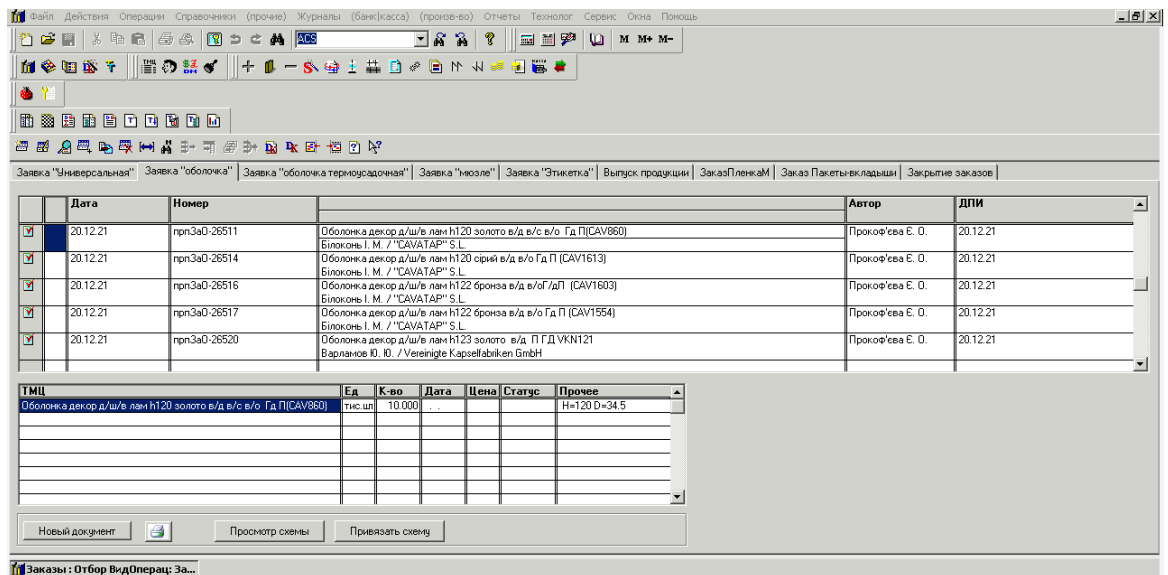 Файл Действия Операции Справочники (прочие) Журналы (банк|касса) (произв-во) Отчеты Технолог Сервис Окна Помощь
ACS M M+ M-
Заявка "Универсальная" Заявка "оболочка" Заявка "оболочка термоусадочная" Заявка "мюзле" Заявка "Этикетка" Выпуск продукции ЗаказПленкаМ Заказ Пакеты-вкладыши Закрытие заказов
Дата Номер Автор ДПИ
20.12.21 прпЗаО-26511 Оболонка декор д/ш/в лам h120 золото в/д в/с в/о Гд П(CAV860) Прокоф'єва Є. О. 20.12.21
Білоконь І. М. / "CAVATAP" S.L.
20.12.21 прпЗаО-26514 Оболонка декор д/ш/в лам h120 сірий в/д в/о Гд П (CAV1613) Прокоф'єва Є. О. 20.12.21
Білоконь І. М. / "CAVATAP" S.L.
20.12.21 прпЗаО-26516 Оболонка декор д/ш/в лам h122 бронза в/д в/оГ/дП (CAV1603) Прокоф'єва Є. О. 20.12.21
Білоконь І. М. / "CAVATAP" S.L.
20.12.21 прпЗаО-26517 Оболонка декор д/ш/в лам h122 бронза в/д в/о Гд П (CAV1554) Прокоф'єва Є. О. 20.12.21
Білоконь І. М. / "CAVATAP" S.L.
20.12.21 прпЗаО-26520 Оболонка декор д/ш/в лам h123 золото в/д П ГД VKN121 Прокоф'єва Є. О. 20.12.21
Варламов Ю. Ю. / Vereinigte Kapselfabriken GmbH
ТМЦ Ед К-во Дата Цена Статус Прочее
Оболонка декор д/ш/в лам h120 золото в/д в/с в/о Гд П(CAV860) тис.шт 10.000 . . H=120 D=34.5
Новый документ Просмотр схемы Привязать схему
Заказы : Отбор ВидОперац: За...